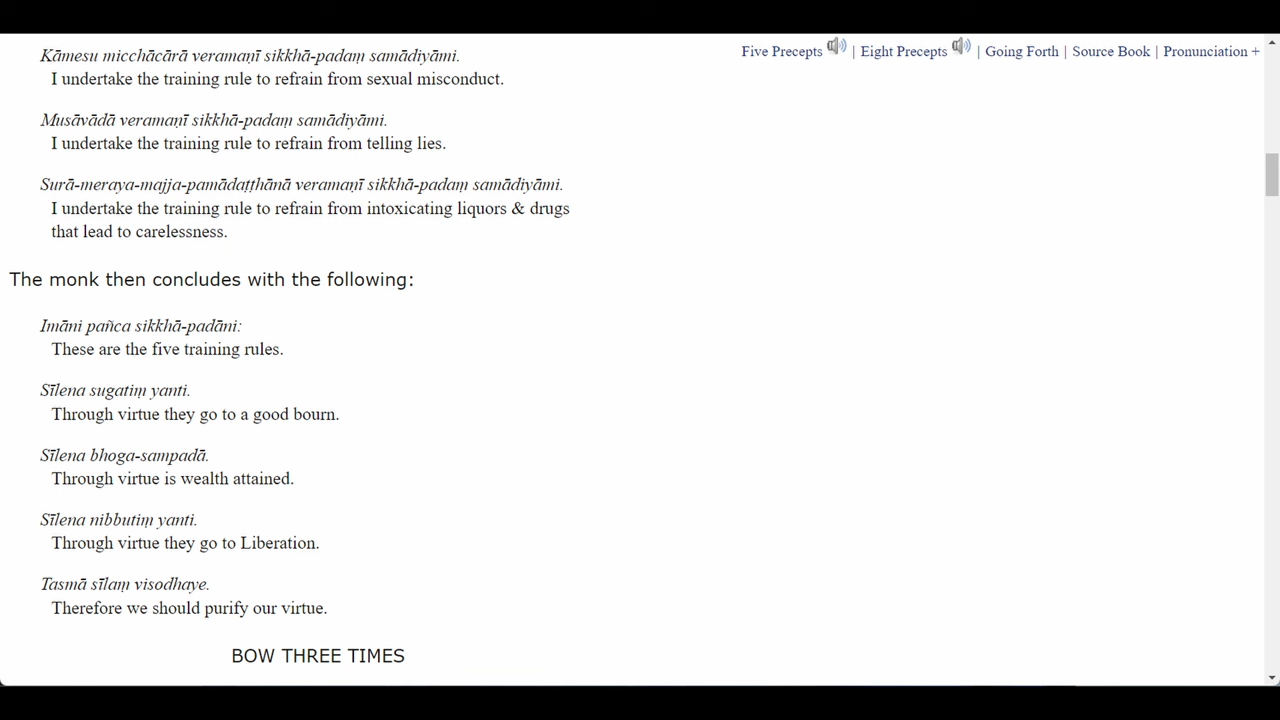 Five Precepts | Eight Precepts | Going Forth | Source Book | Pronunciation +
Kāmesu micchācārā veramaṇī sikkhā-padaṃ samādiyāmi.
I undertake the training rule to refrain from sexual misconduct.
Musāvādā veramaṇī sikkhā-padaṃ samādiyāmi.
I undertake the training rule to refrain from telling lies.
Surā-meraya-majja-pamādaṭṭhānā veramaṇī sikkhā-padaṃ samādiyāmi.
I undertake the training rule to refrain from intoxicating liquors & drugs
that lead to carelessness.
The monk then concludes with the following:
Imāni pañca sikkhā-padāni:
These are the five training rules.
Sīlena sugatiṃ yanti.
Through virtue they go to a good bourn.
Sīlena bhoga-sampadā.
Through virtue is wealth attained.
Sīlena nibbutiṃ yanti.
Through virtue they go to Liberation.
Tasmā sīlaṃ visodhaye.
Therefore we should purify our virtue.
BOW THREE TIMES